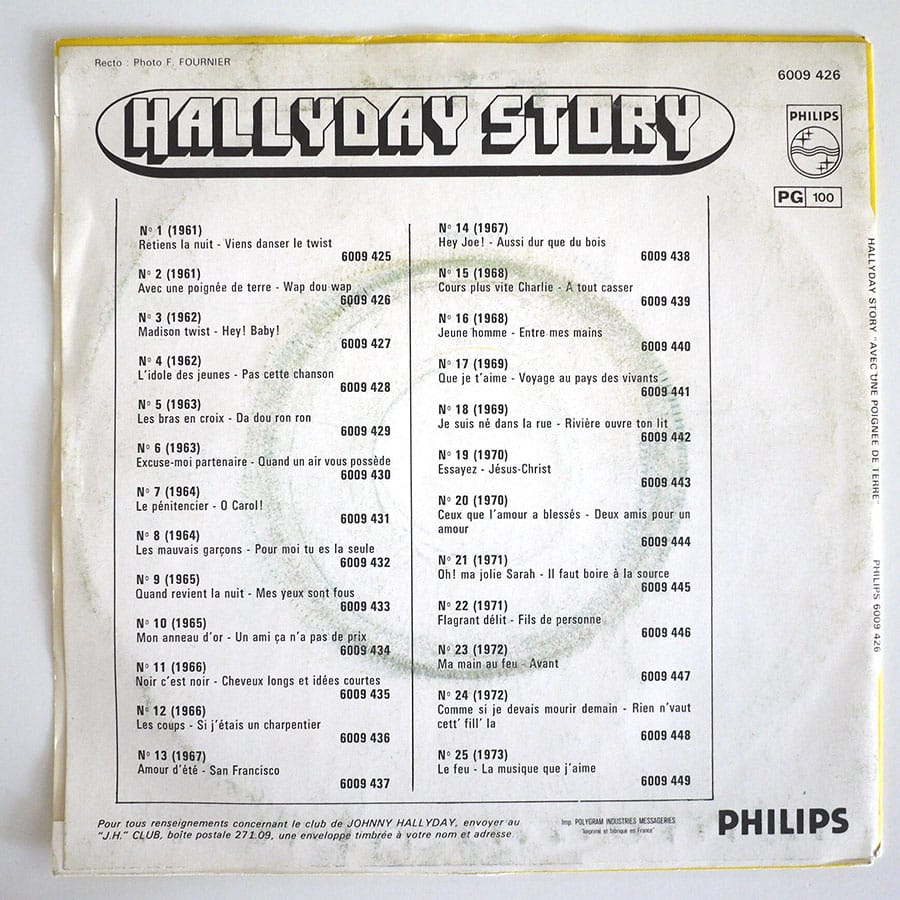 Recto : Photo F. FOURNIER
6009 426
HALLYDAY STORY
PHILIPS
PG 100
N° 1 (1961)
Retiens la nuit - Viens danser le twist
6009 425
N° 2 (1961)
Avec une poignée de terre - Wap dou wap
6009 426
N° 3 (1962)
Madison twist - Hey! Baby!
6009 427
N° 4 (1962)
L'idole des jeunes - Pas cette chanson
6009 428
N° 5 (1963)
Les bras en croix - Da dou ron ron
6009 429
N° 6 (1963)
Excuse-moi partenaire - Quand un air vous possède
6009 430
N° 7 (1964)
Le pénitencier - O Carol!
6009 431
N° 8 (1964)
Les mauvais garçons - Pour moi tu es la seule
6009 432
N° 9 (1965)
Quand revient la nuit - Mes yeux sont fous
6009 433
N° 10 (1965)
Mon anneau d'or - Un ami ça n'a pas de prix
6009 434
N° 11 (1966)
Noir c'est noir - Cheveux longs et idées courtes
6009 435
N° 12 (1966)
Les coups - Si j'étais un charpentier
6009 436
N° 13 (1967)
Amour d'été - San Francisco
6009 437
N° 14 (1967)
Hey Joe! - Aussi dur que du bois
6009 438
N° 15 (1968)
Cours plus vite Charlie - A tout casser
6009 439
N° 16 (1968)
Jeune homme - Entre mes mains
6009 440
N° 17 (1969)
Que je t'aime - Voyage au pays des vivants
6009 441
N° 18 (1969)
Je suis né dans la rue - Rivière ouvre ton lit
6009 442
N° 19 (1970)
Essayez - Jésus-Christ
6009 443
N° 20 (1970)
Ceux que l'amour a blessés - Deux amis pour un
amour
6009 444
N° 21 (1971)
Oh! ma jolie Sarah - Il faut boire à la source
6009 445
N° 22 (1971)
Flagrant délit - Fils de personne
6009 446
N° 23 (1972)
Ma main au feu - Avant
6009 447
N° 24 (1972)
Comme si je devais mourir demain - Rien n'vaut
cett' fill' la
6009 448
N° 25 (1973)
Le feu - La musique que j'aime
6009 449
HALLYDAY STORY "AVEC UNE POIGNEE DE TERRE"
PHILIPS 6009 426
Pour tous renseignements concernant le club de JOHNNY HALLYDAY, envoyer au
"J.H." CLUB, boîte postale 271.09, une enveloppe timbrée à votre nom et adresse
Imp. POLYGRAM INDUSTRIES MESSAGERIES
"Imprimé et fabriqué en France"
PHILIPS